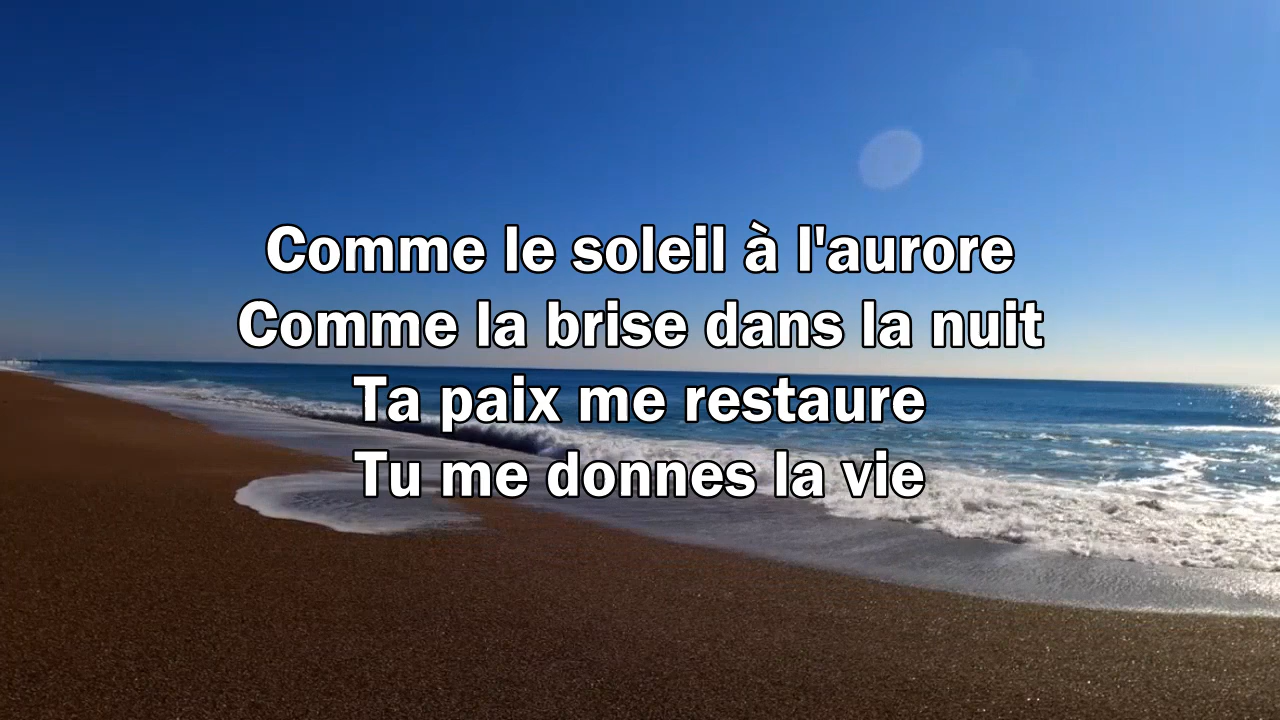 Comme le soleil à l'aurore
Comme la brise dans la nuit
Ta paix me restaure
Tu me donnes la vie